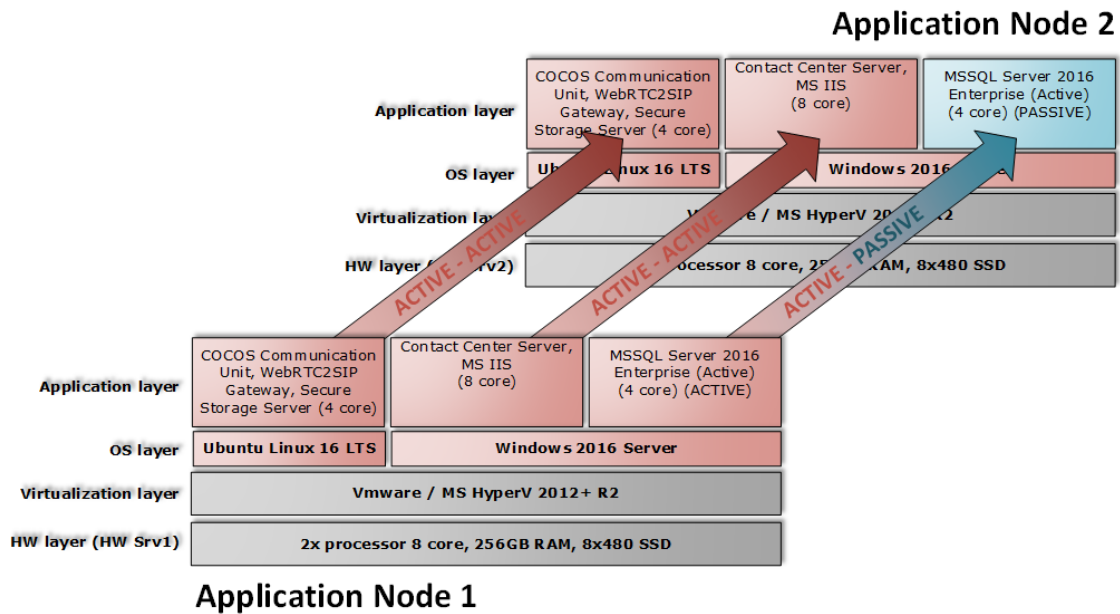 Application Node 2
Application layer
COCOS Communication
Unit, WebRTC2SIP
Gateway, Secure
Storage Server (4 core)
Contact Center Server,
MS IIS
(8 core)
MSSQL Server 2016
Enterprise (Active)
(4 core) (PASSIVE)
OS layer
Linux 16 LTS
Windows 2016
Virtualization
R2
HW layer
processor 8 core, RAM, 8x480 SSD
ACTIVE - ACTIVE
ACTIVE - ACTIVE
ACTIVE - PASSIVE
Application layer
COCOS Communication
Unit, WebRTC2SIP
Gateway, Secure
Storage Server (4 core)
Contact Center Server,
MS IIS
(8 core)
MSSQL Server 2016
Enterprise (Active)
(4 core) (ACTIVE)
OS layer
Ubuntu Linux 16 LTS
Windows 2016 Server
Virtualization layer
Vmware / MS HyperV 2012+ R2
HW layer (HW Srv1)
2x processor 8 core, 256GB RAM, 8x480 SSD
Application Node 1